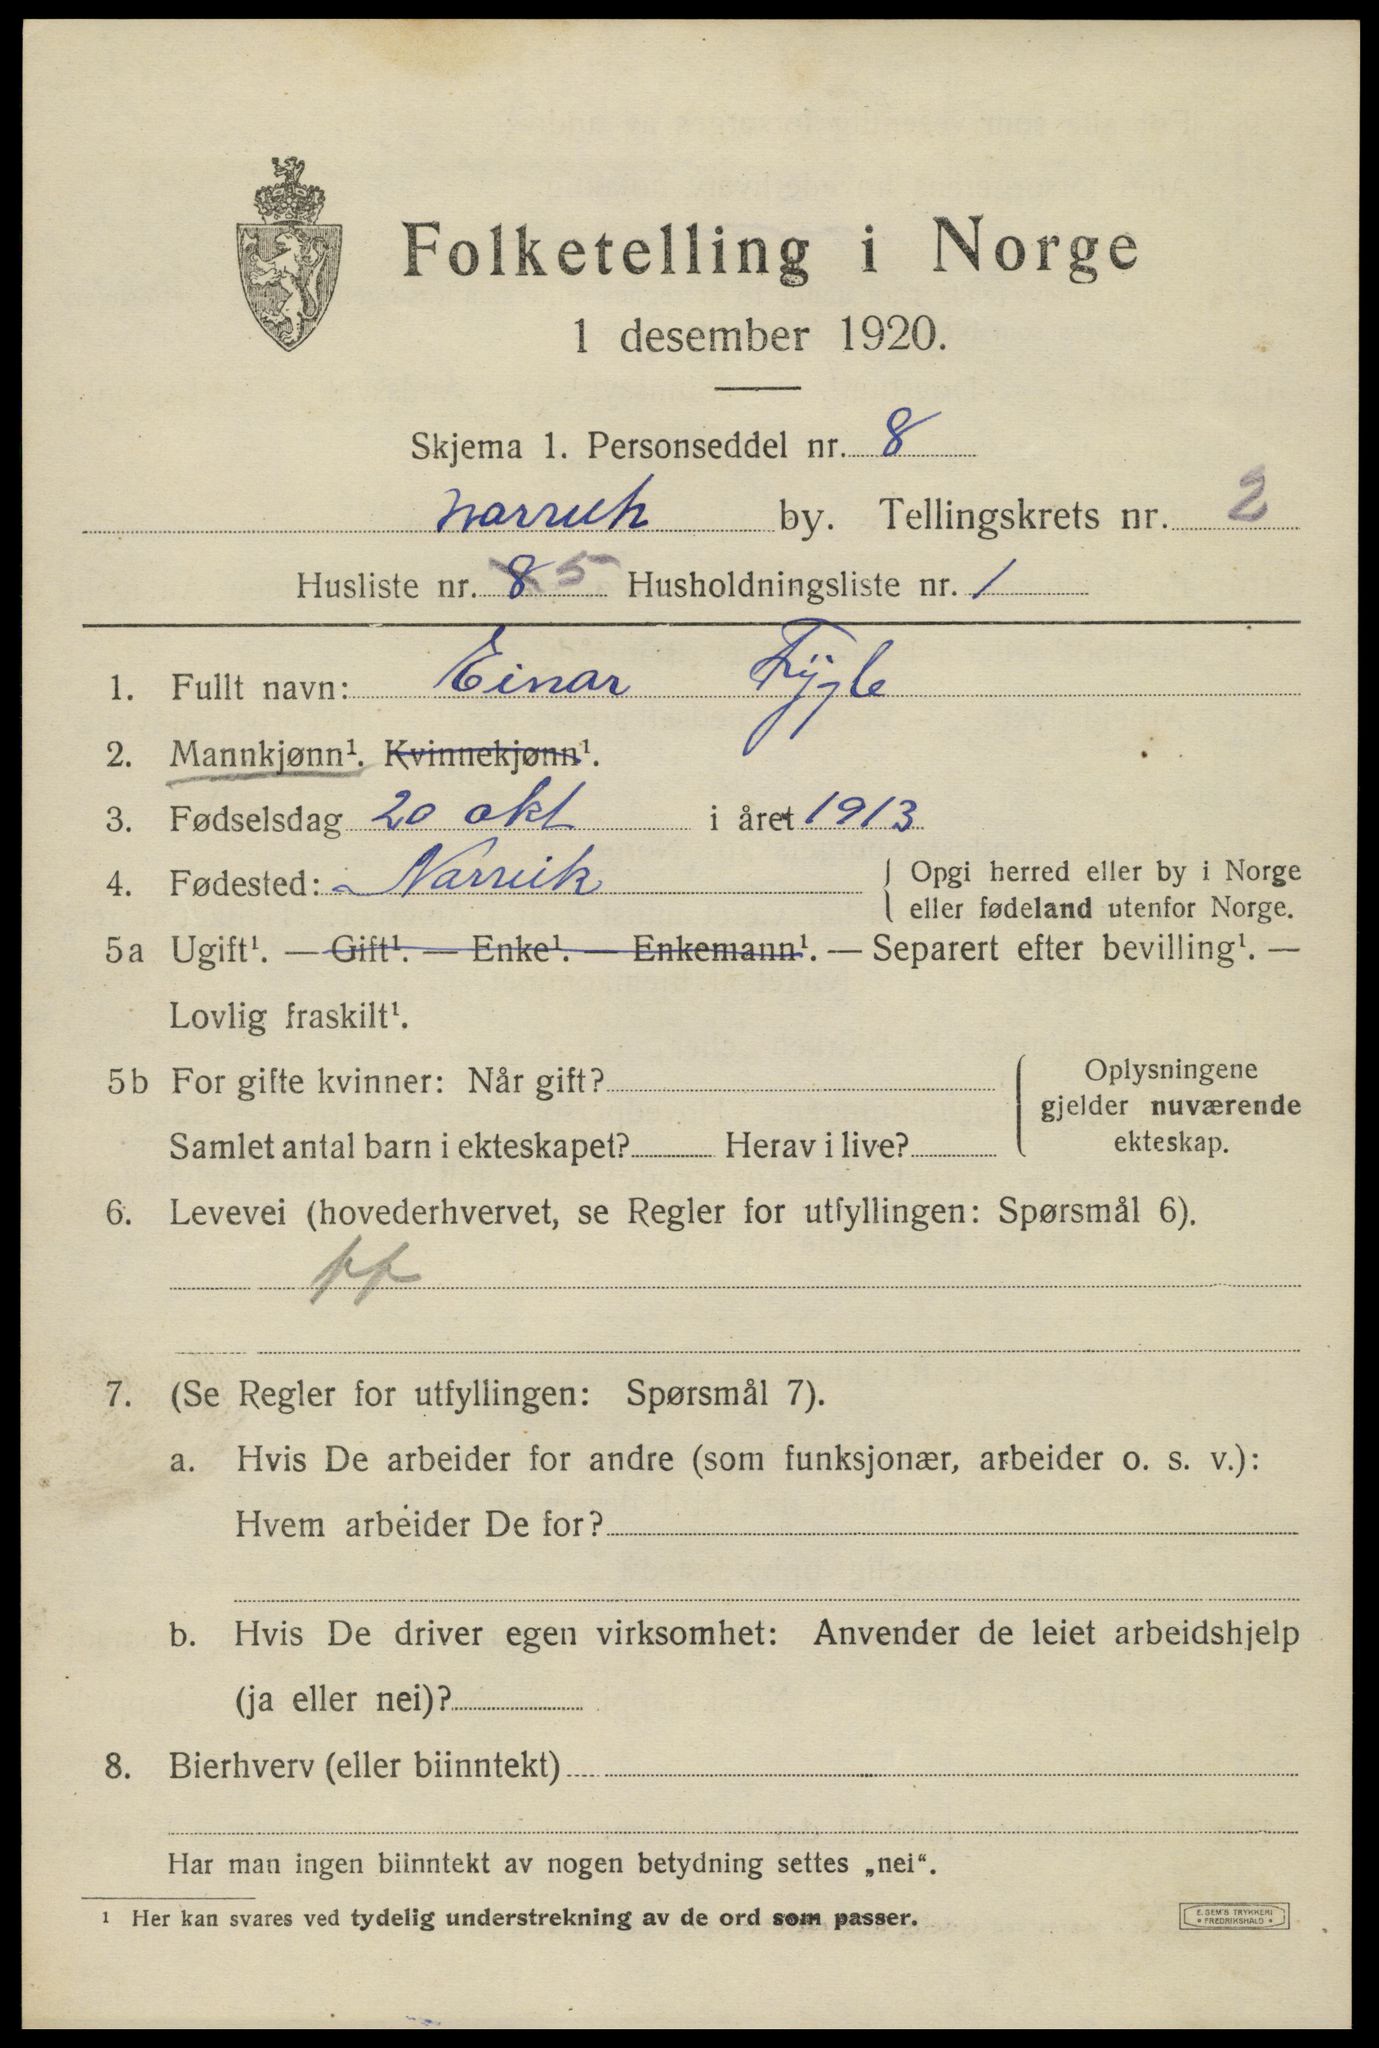 Folketelling i Norge
1 desember 1920.
Skjema 1. Personseddel nr. 8
Narvik by. Tellingskrets nr. 2
Husliste nr. 8 5 Husholdningsliste nr. 1
1. Fullt navn: Einar Fygle
2. Mannkjønn¹. Kvinnekjønn¹.
3. Fødselsdag 20 okt i året 1913
4. Fødested: Narvik { Opgi herred eller by i Norge
eller fødeland utenfor Norge.
5a Ugift¹. — Gift¹. — Enke¹. — Enkemann¹. — Separert efter bevilling¹. —
Lovlig fraskilt¹.
5b For gifte kvinner: Når gift?
Samlet antal barn i ekteskapet? Herav i live?
Oplysningene
gjelder nuværende
ekteskap.
6. Levevei (hovederhvervet, se Regler for utfyllingen: Spørsmål 6).
7. (Se Regler for utfyllingen: Spørsmål 7).
a. Hvis De arbeider for andre (som funksjonær, arbeider o. s. v.):
Hvem arbeider De for?
b. Hvis De driver egen virksomhet: Anvender de leiet arbeidshjelp
(ja eller nei)?
8. Bierhverv (eller biinntekt)
Har man ingen biinntekt av nogen betydning settes „nei“.
¹ Her kan svares ved tydelig understrekning av de ord som passer.
E. SEM'S TRYKKERI
* FREDRIKSHALD *